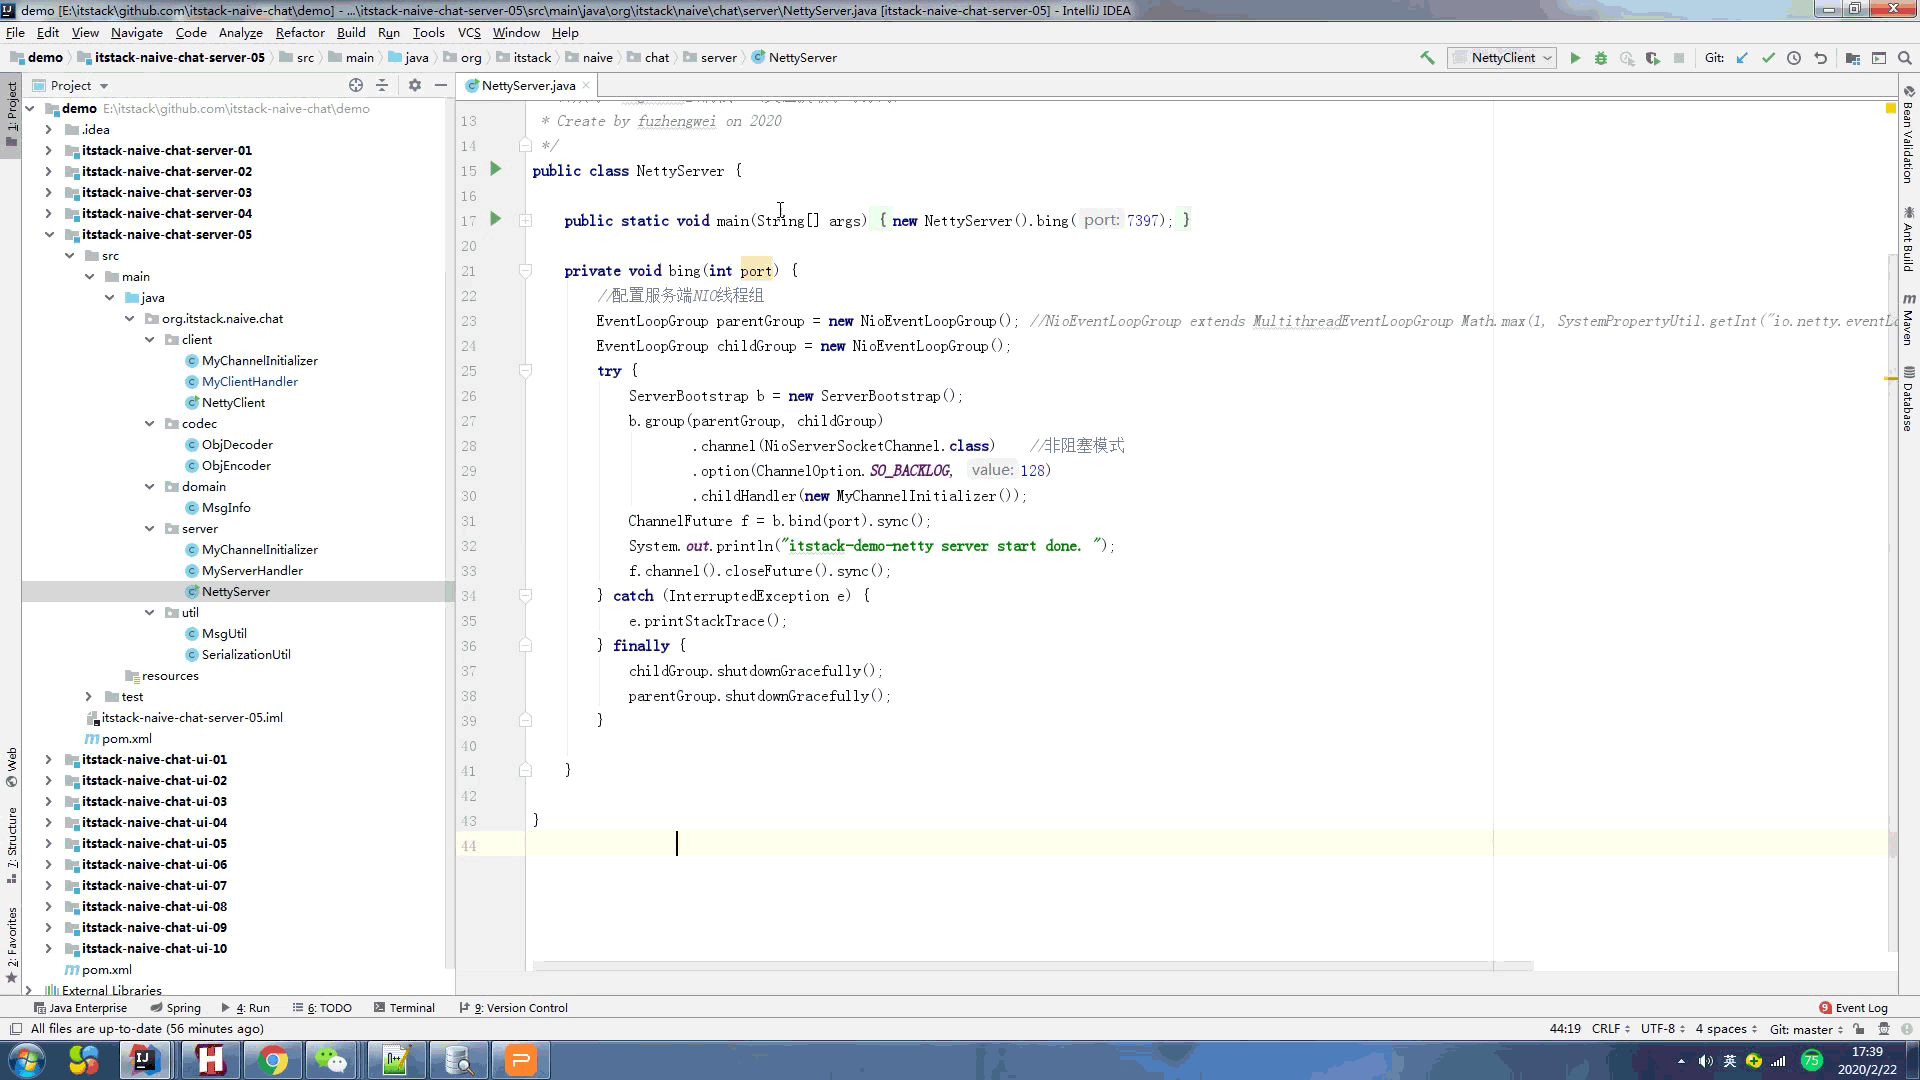 demo [E:\itstack\github.com\itstack-naive-chat\demo] - ...\itstack-naive-chat-server-05\src\main\java\org\itstack\naive\chat\server\NettyServer.java [itstack-naive-chat-server-05] - IntelliJ IDEA
File Edit View Navigate Code Analyze Refactor Build Run Tools VCS Window Help
demo itstack-naive-chat-server-05 src main java org itstack naive chat server NettyServer NettyClient Git:
Project
NettyServer.java
1: Project
demo E:\itstack\github.com\itstack-naive-chat\demo
.idea
itstack-naive-chat-server-01
itstack-naive-chat-server-02
itstack-naive-chat-server-03
itstack-naive-chat-server-04
itstack-naive-chat-server-05
src
main
java
org.itstack.naive.chat
client
MyChannelInitializer
MyClientHandler
NettyClient
codec
ObjDecoder
ObjEncoder
domain
MsgInfo
server
MyChannelInitializer
MyServerHandler
NettyServer
util
MsgUtil
SerializationUtil
resources
test
itstack-naive-chat-server-05.iml
pom.xml
itstack-naive-chat-ui-01
itstack-naive-chat-ui-02
itstack-naive-chat-ui-03
itstack-naive-chat-ui-04
itstack-naive-chat-ui-05
itstack-naive-chat-ui-06
itstack-naive-chat-ui-07
itstack-naive-chat-ui-08
itstack-naive-chat-ui-09
itstack-naive-chat-ui-10
pom.xml
External Libraries
Web
7: Structure
2: Favorites
13 * Create by fuzhengwei on 2020
14 */
15 public class NettyServer {
16
17 public static void main(String[] args) { new NettyServer().bing( port: 7397); }
20
21 private void bing(int port) {
22 //配置服务端NIO线程组
23 EventLoopGroup parentGroup = new NioEventLoopGroup(); //NioEventLoopGroup extends MultithreadEventLoopGroup Math.max(1, SystemPropertyUtil.getInt("io.netty.eventLo
24 EventLoopGroup childGroup = new NioEventLoopGroup();
25 try {
26 ServerBootstrap b = new ServerBootstrap();
27 b.group(parentGroup, childGroup)
28 .channel(NioServerSocketChannel.class) //非阻塞模式
29 .option(ChannelOption.SO_BACKLOG, value: 128)
30 .childHandler(new MyChannelInitializer());
31 ChannelFuture f = b.bind(port).sync();
32 System.out.println("itstack-demo-netty server start done. ");
33 f.channel().closeFuture().sync();
34 } catch (InterruptedException e) {
35 e.printStackTrace();
36 } finally {
37 childGroup.shutdownGracefully();
38 parentGroup.shutdownGracefully();
39 }
40
41 }
42
43 }
44
Bean Validation
Ant Build
Maven
Database
Java Enterprise Spring 4: Run 6: TODO Terminal 9: Version Control 9 Event Log
All files are up-to-date (56 minutes ago) 44:19 CRLF UTF-8 4 spaces Git: master
英 75 17:39
2020/2/22